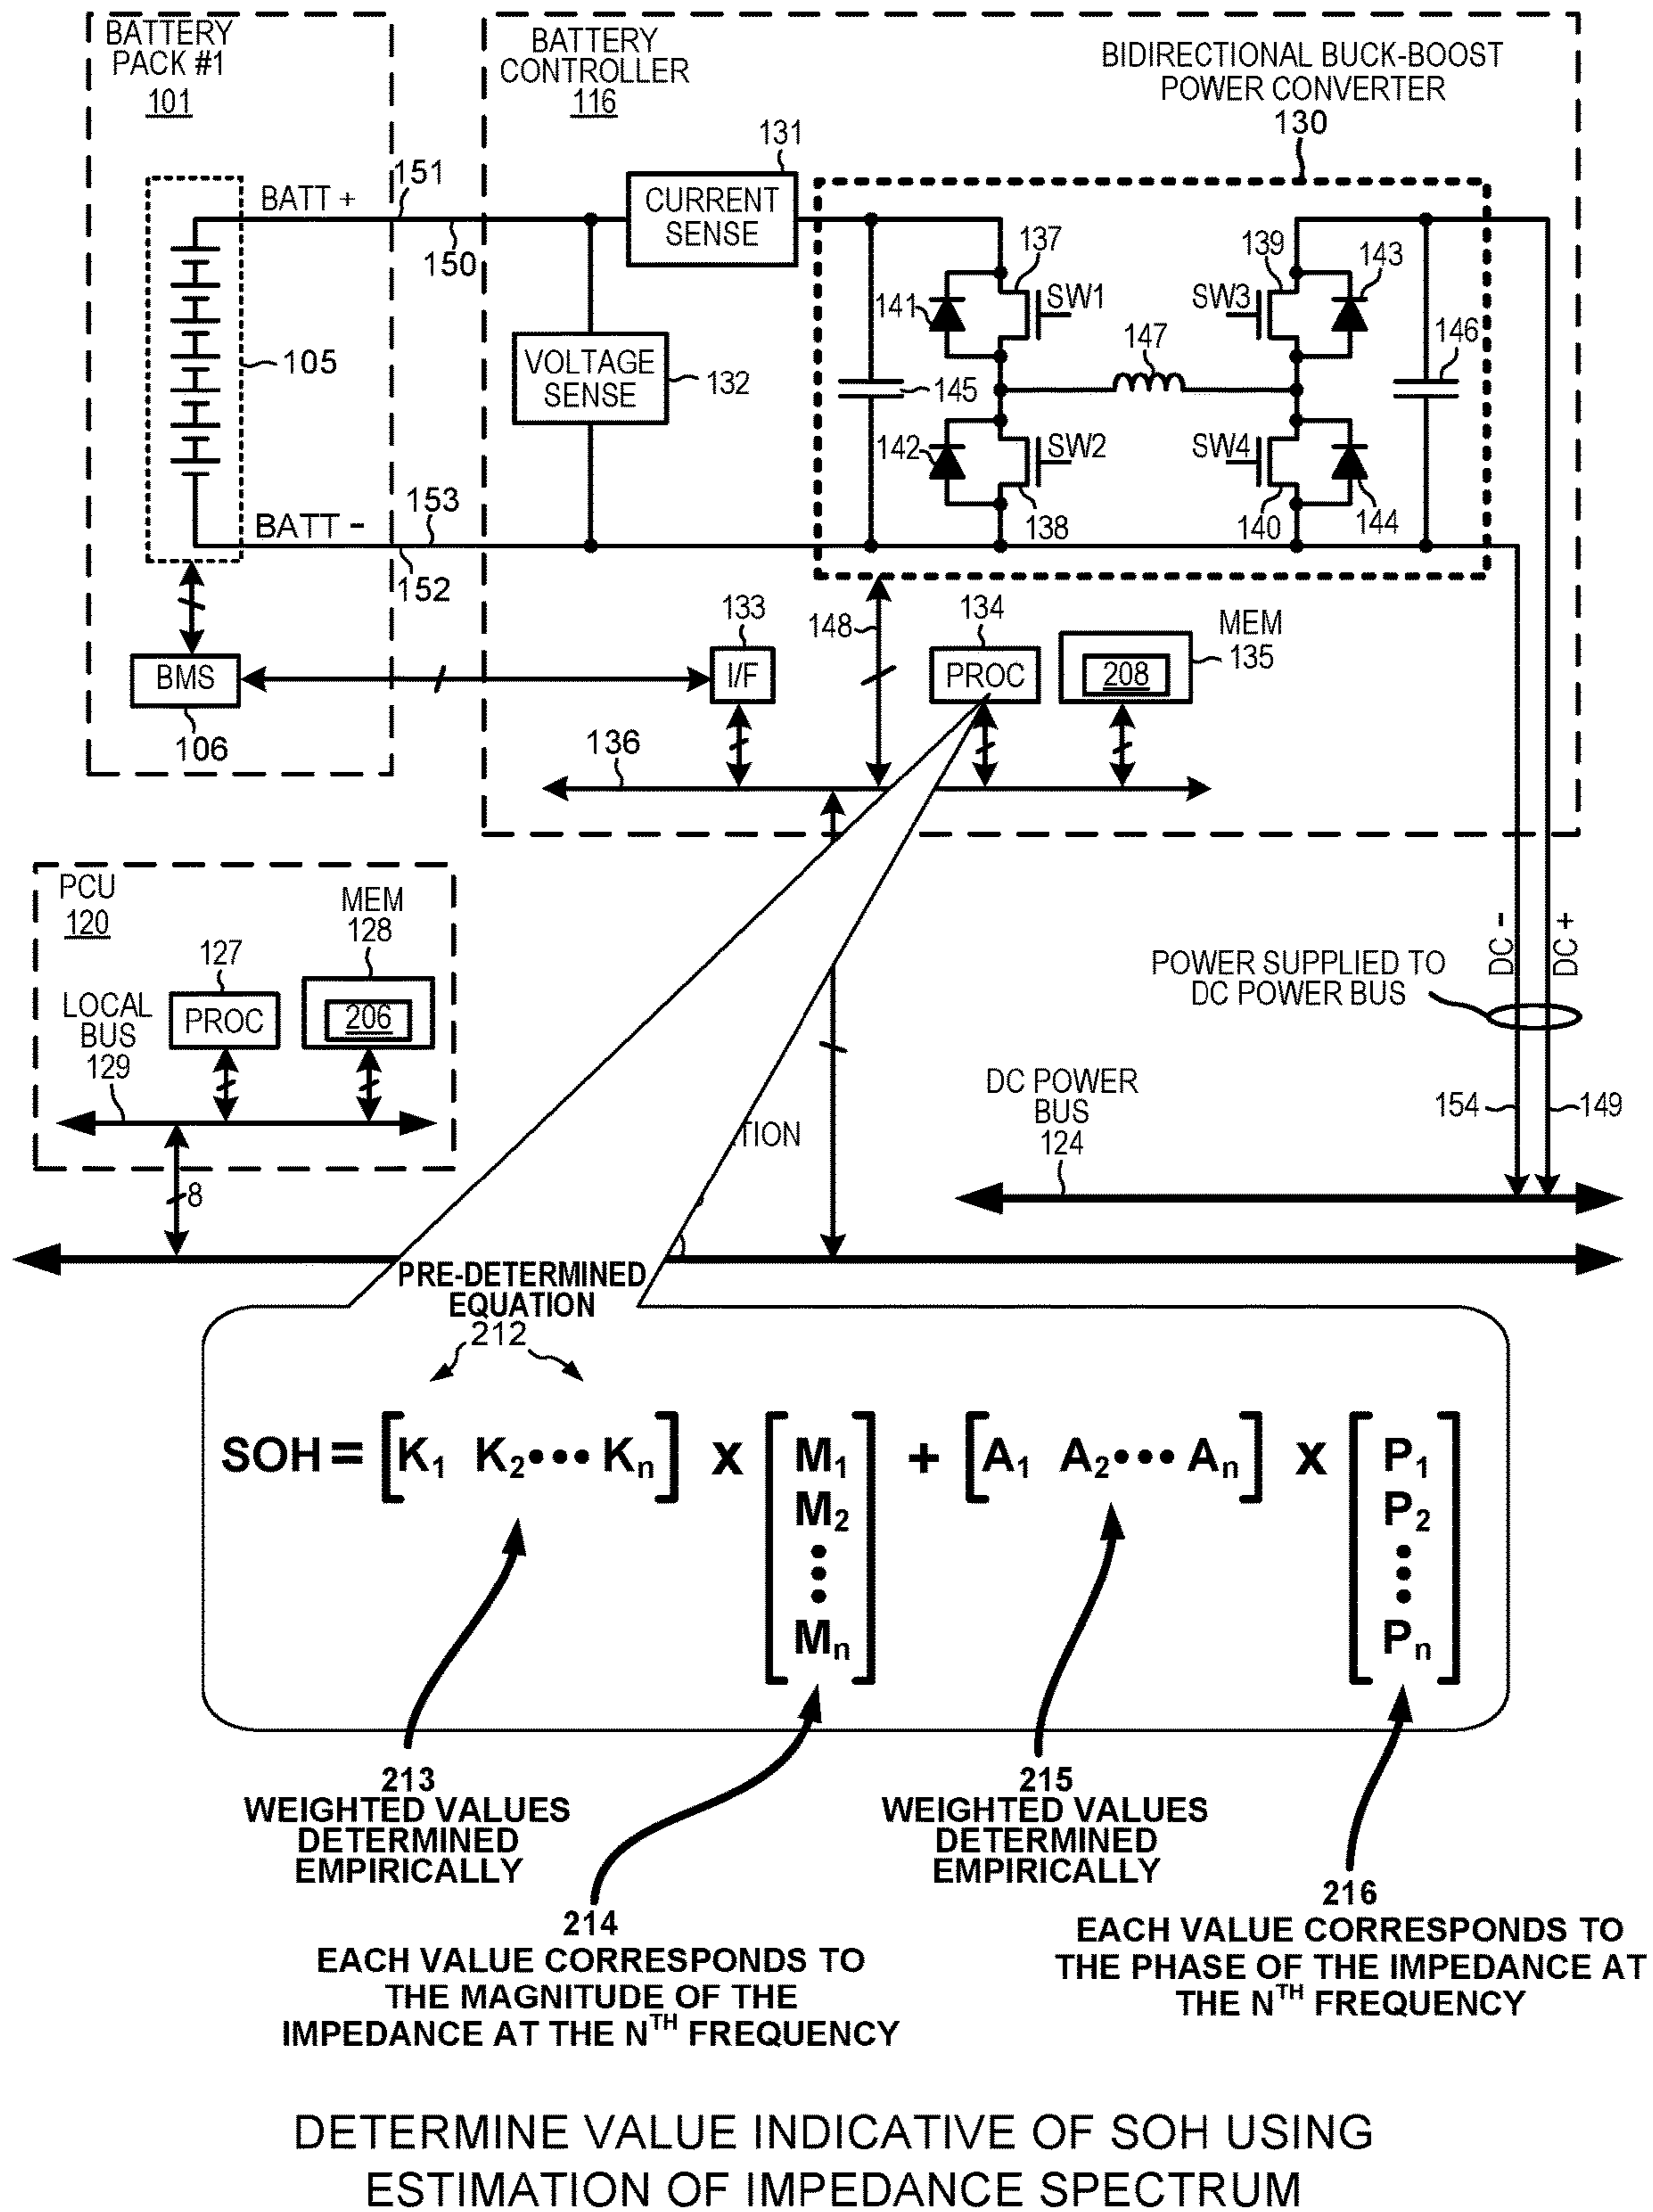 BATTERY
PACK #1
101
BATTERY
CONTROLLER
116
BIDIRECTIONAL BUCK-BOOST
POWER CONVERTER
130
131
CURRENT
SENSE
BATT +
151
150
137
139
143
141
SW1
SW3
147
146
VOLTAGE
SENSE
132
105
145
142
SW2
SW4
138
140
144
BATT -
153
152
133
I/F
148
134
PROC
MEM
135
208
BMS
106
136
PCU
120
MEM
128
127
PROC
206
LOCAL
BUS
129
8
DC -
DC +
POWER SUPPLIED TO
DC POWER BUS
DC POWER
BUS
124
154
149
TION
PRE-DETERMINED
EQUATION
212
SOH = [K1 K2••• Kn] x [M1 M2 ••• Mn] + [A1 A2••• An] x [P1 P2 ••• Pn]
213
WEIGHTED VALUES
DETERMINED
EMPIRICALLY
214
EACH VALUE CORRESPONDS TO
THE MAGNITUDE OF THE
IMPEDANCE AT THE NTH FREQUENCY
215
WEIGHTED VALUES
DETERMINED
EMPIRICALLY
216
EACH VALUE CORRESPONDS TO
THE PHASE OF THE IMPEDANCE AT
THE NTH FREQUENCY
DETERMINE VALUE INDICATIVE OF SOH USING
ESTIMATION OF IMPEDANCE SPECTRUM